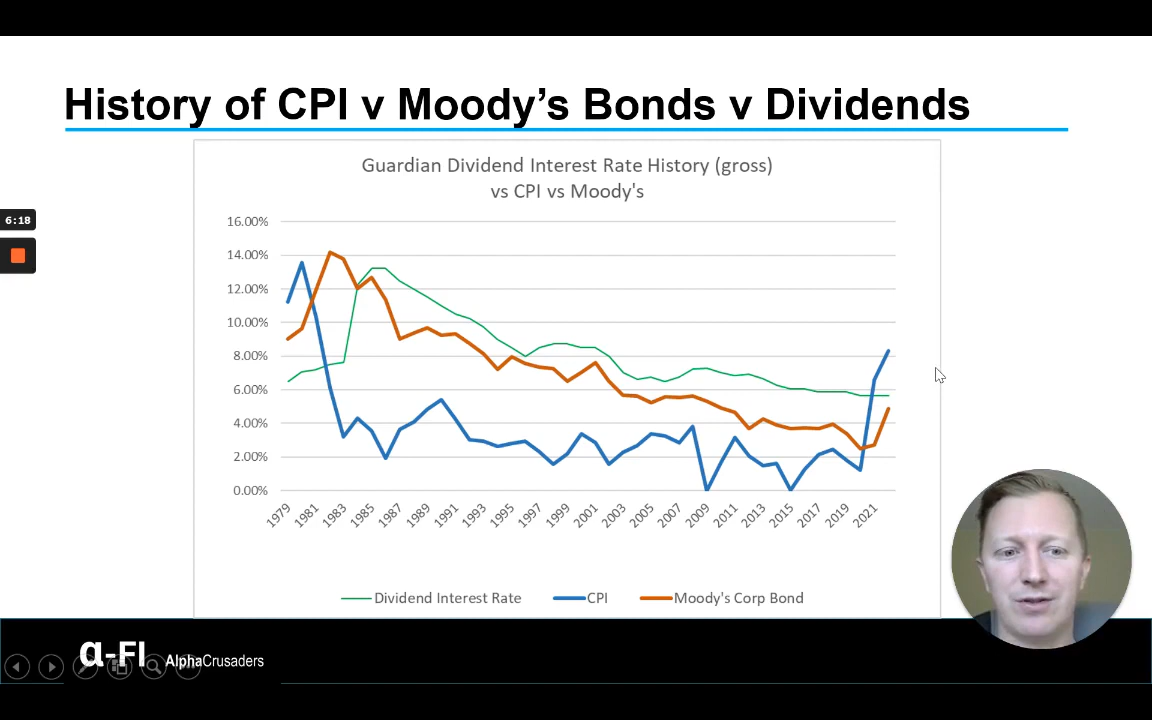 History of CPI v Moody's Bonds v Dividends
Guardian Dividend Interest Rate History (gross)
vs CPI vs Moody's
6:18
16.00%
14.00%
12.00%
10.00%
8.00%
6.00%
4.00%
2.00%
0.00%
1979 1981 1983 1985 1987 1989 1991 1993 1995 1997 1999 2001 2003 2005 2007 2009 2011 2013 2015 2017 2019 2021
Dividend Interest Rate CPI Moody's Corp Bond
α-FI AlphaCrusaders